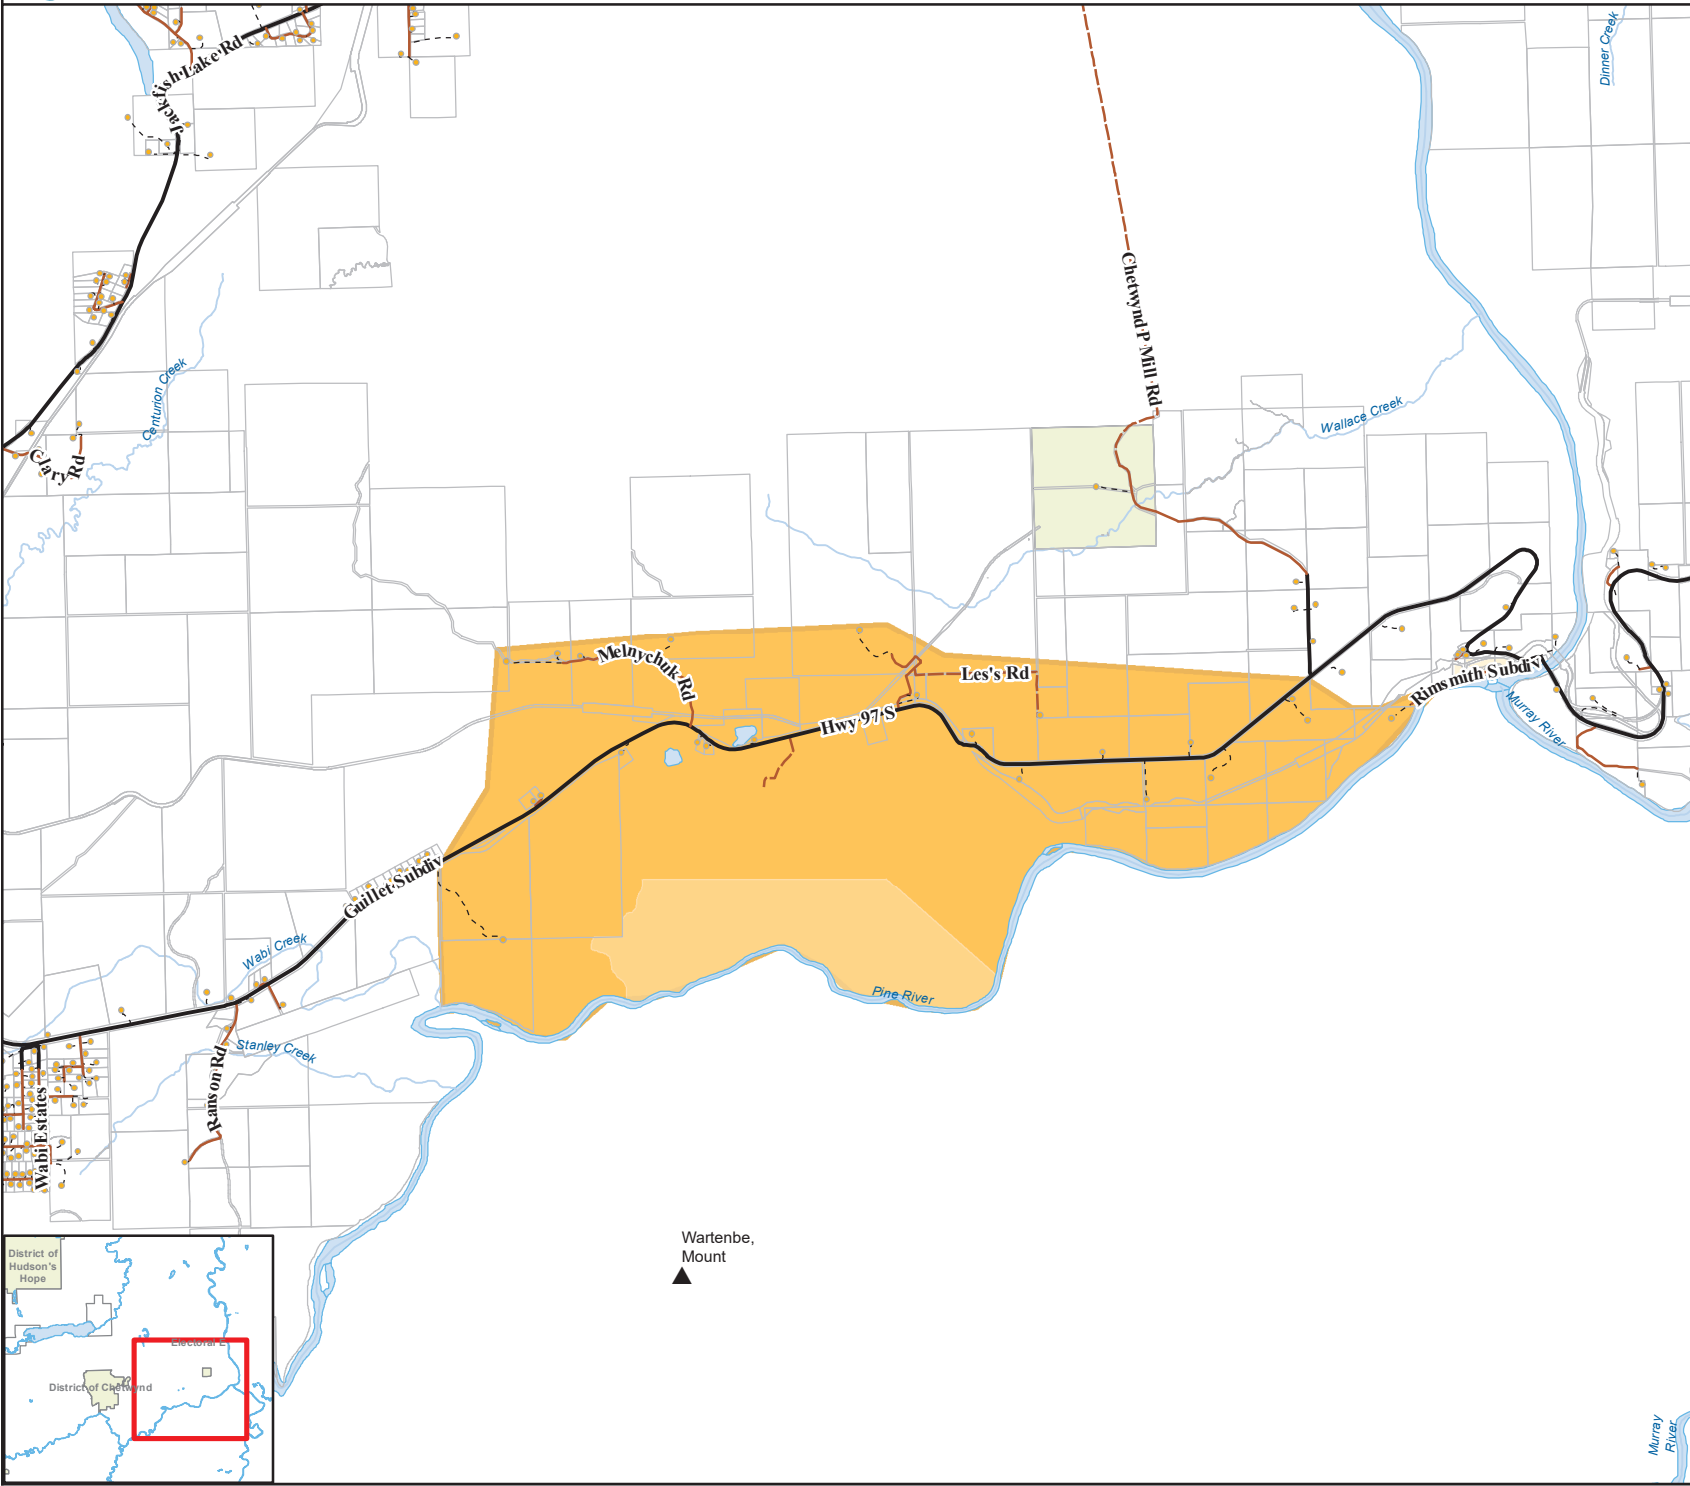 Jackfish Lake Rd
Dinner Creek
Chetwynd P Mill Rd
Centurion Creek
Wallace Creek
Clary Rd
Melnychuk Rd
Les's Rd
Rimsmith Subdiv
Hwy 97 S
Murray River
Guillet Subdiv
Wabi Creek
Pine River
Stanley Creek
Ranson Rd
Wabi Estates
Wartenbe,
Mount
District of
Hudson's
Hope
Electoral E
District of Chetwynd
Murray
River